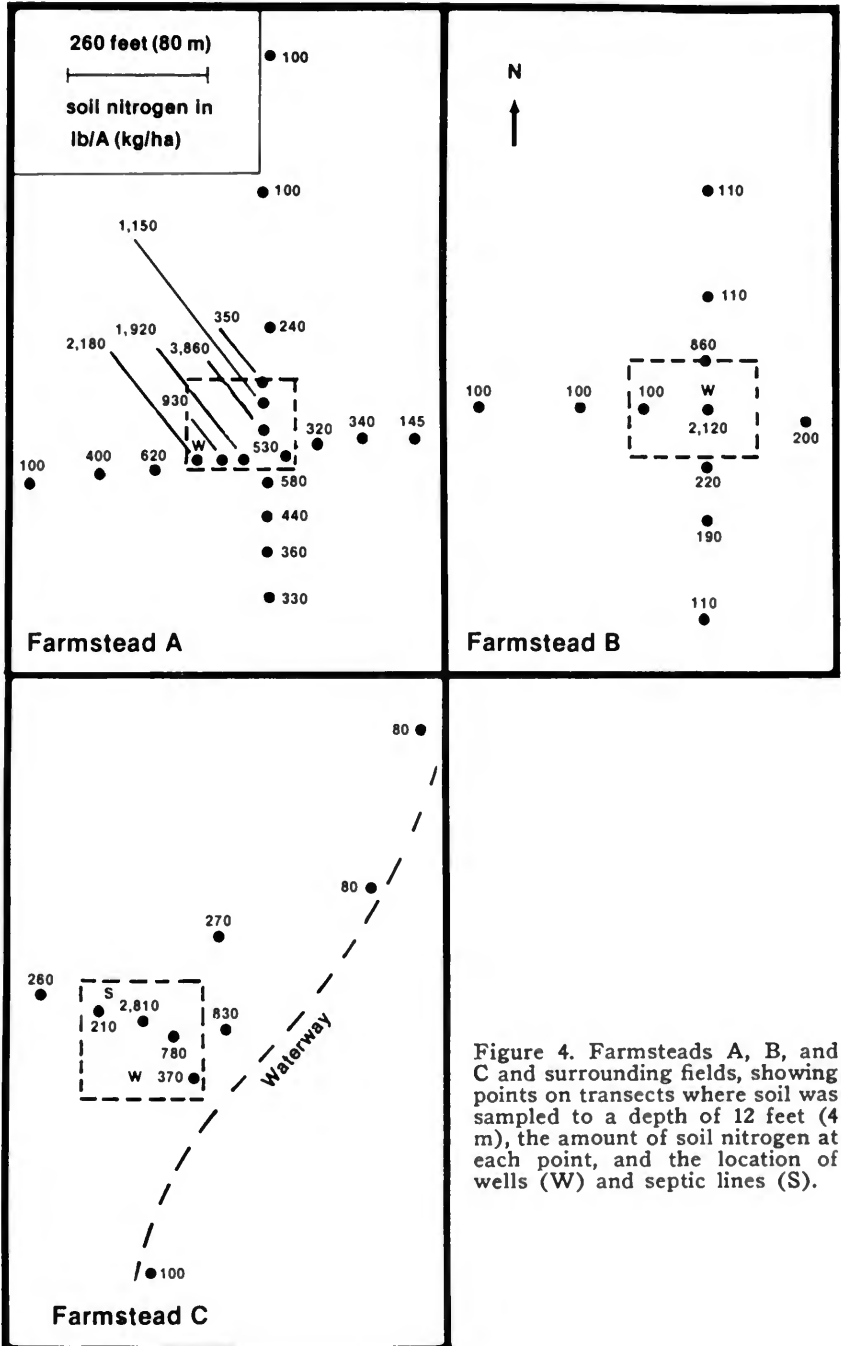 260 feet (80 m)
soil nitrogen in
lb/A (kg/ha)
100
100
1,150
350
240
1,920
2,180
3,860
930
W
530
320
340
145
100
400
620
580
440
360
330
Farmstead A
N
110
110
860
100
100
100
W
2,120
200
220
190
110
Farmstead B
80
80
270
260
S
2,810
830
210
780
W
370
Waterway
100
Farmstead C
Figure 4. Farmsteads A, B, and
C and surrounding fields, showing
points on transects where soil was
sampled to a depth of 12 feet (4
m), the amount of soil nitrogen at
each point, and the location of
wells (W) and septic lines (S).